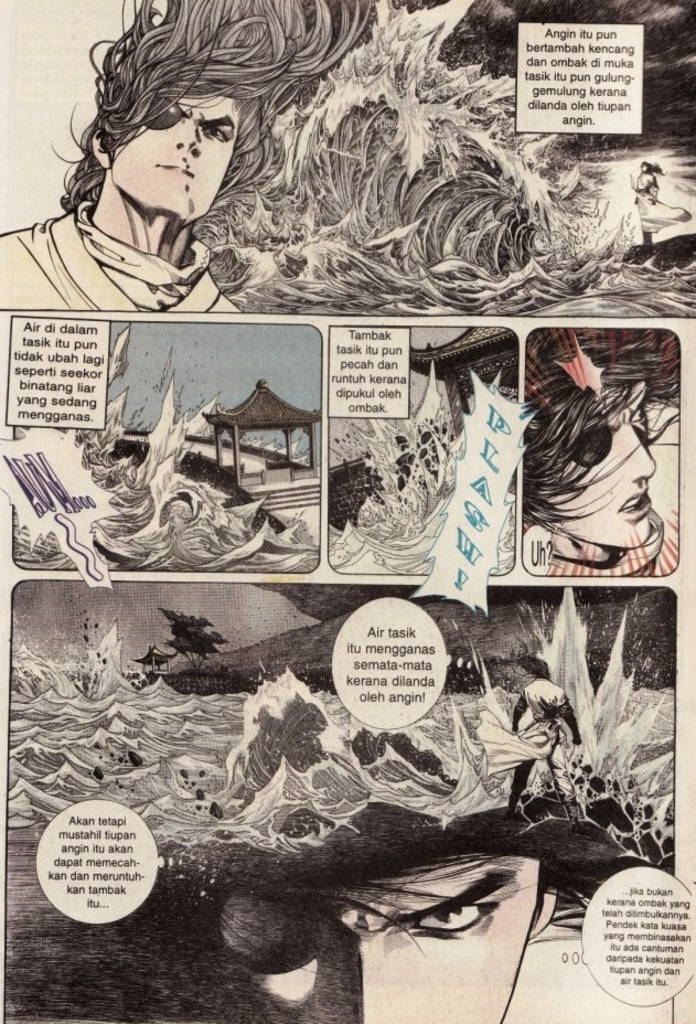 Angin itu pun
bertambah kencang
dan ombak di muka
tasik itu pun gulung-
gemulung kerana
dilanda oleh tiupan
angin.
Air di dalam
tasik itu pun
tidak ubah lagi
seperti seekor
binatang liar
yang sedang
mengganas.
Tambak
tasik itu pun
pecah dan
runtuh kerana
dipukul oleh
ombak.
PLASH!
Uh?
Air tasik
itu mengganas
semata-mata
kerana dilanda
oleh angin!
Akan tetapi
mustahil tiupan
angin itu akan
dapat memecah-
kan dan meruntuh-
kan tambak
itu...
...jika bukan
kerana ombak yang
telah ditimbulkannya.
Pendek kata kuasa
yang membinasakan
itu ada cantuman
daripada kekuatan
tiupan angin dan
air tasik itu.